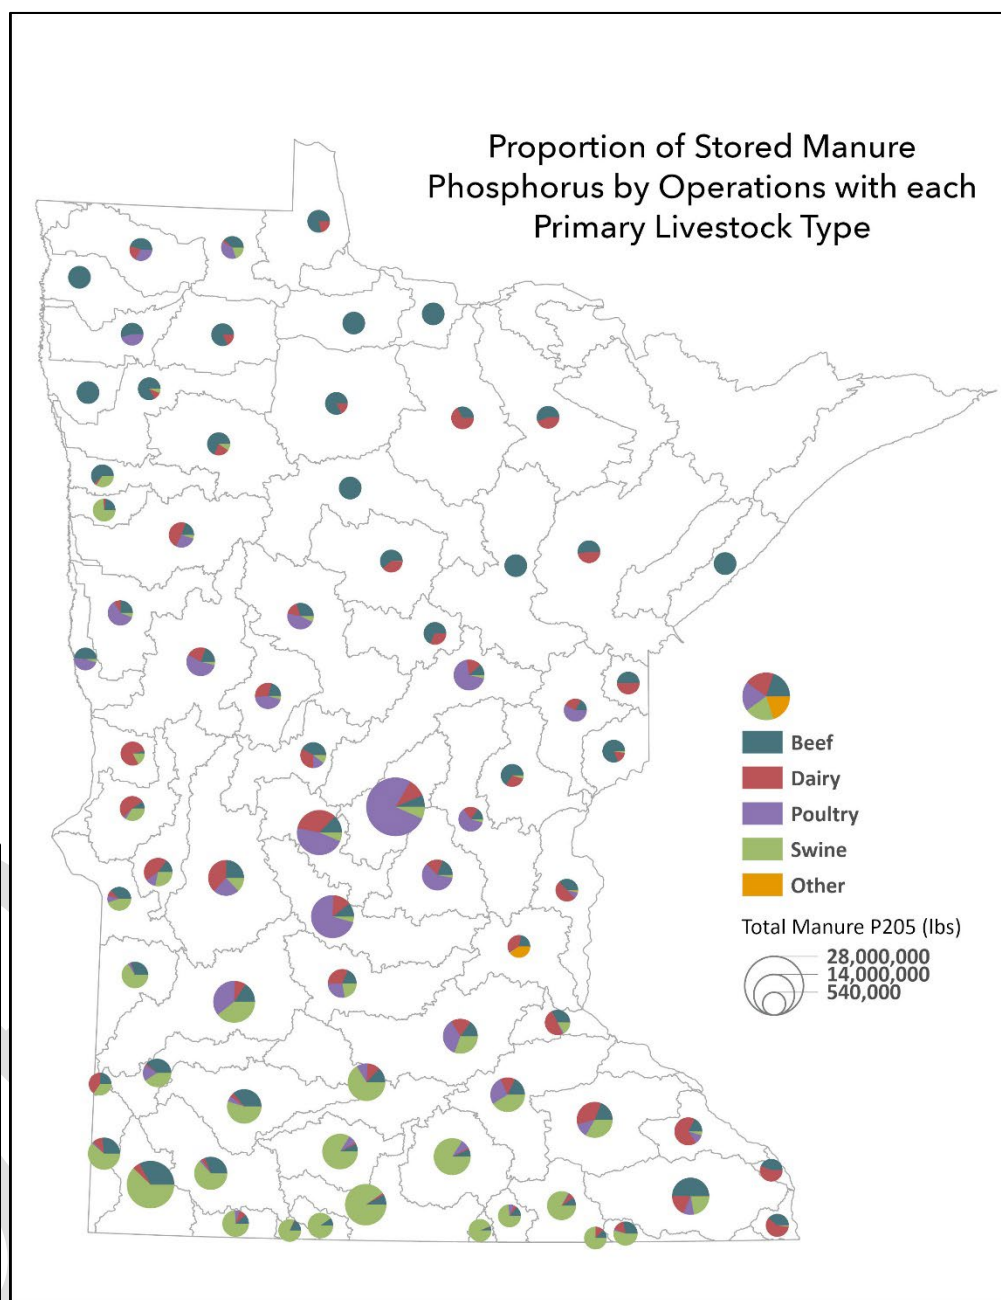 Proportion of Stored Manure
Phosphorus by Operations with each
Primary Livestock Type
Beef
Dairy
Poultry
Swine
Other
Total Manure P205 (lbs)
28,000,000
14,000,000
540,000